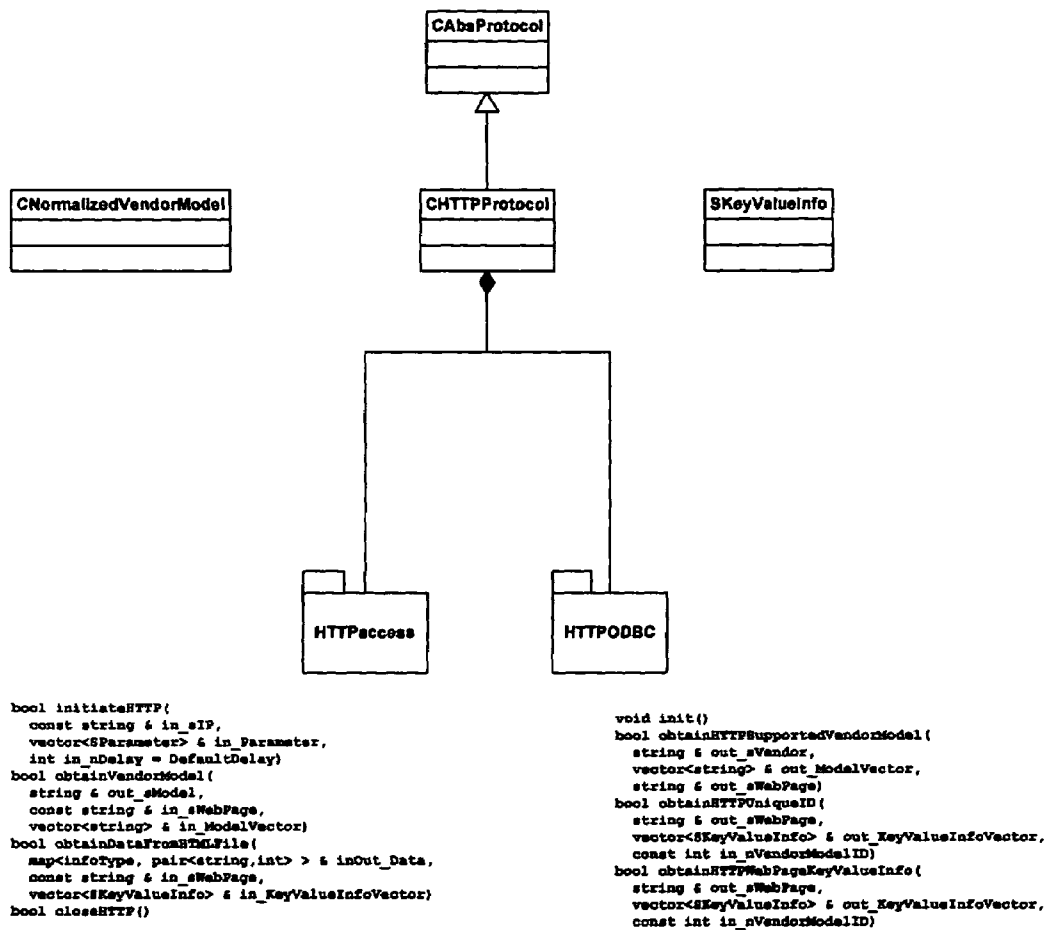 CAbsProtocol
CNormalizedVendorModel
CHTTPProtocol
SKeyValueInfo
HTTPaccess
HTTPODBC
bool initiateHTTP(
const string & in_sIP,
vector<SParameter> & in_Parameter,
int in_nDelay = DefaultDelay)
bool obtainVendorModel(
string & out_sModel,
const string & in_sWebPage,
vector<string> & in_ModelVector)
bool obtainDataFromHTMLFile(
map<infoType, pair<string,int> > & inOut_Data,
const string & in_sWebPage,
vector<SKeyValueInfo> & in_KeyValueInfoVector)
bool closeHTTP()
void init()
bool obtainHTTPSupportedVendorModel(
string & out_sVendor,
vector<string> & out_ModelVector,
string & out_sWebPage)
bool obtainHTTPUniqueID(
string & out_sWebPage,
vector<SKeyValueInfo> & out_KeyValueInfoVector,
const int in_nVendorModelID)
bool obtainHTTPWebPageKeyValueInfo(
string & out_sWebPage,
vector<SKeyValueInfo> & out_KeyValueInfoVector,
const int in_nVendorModelID)